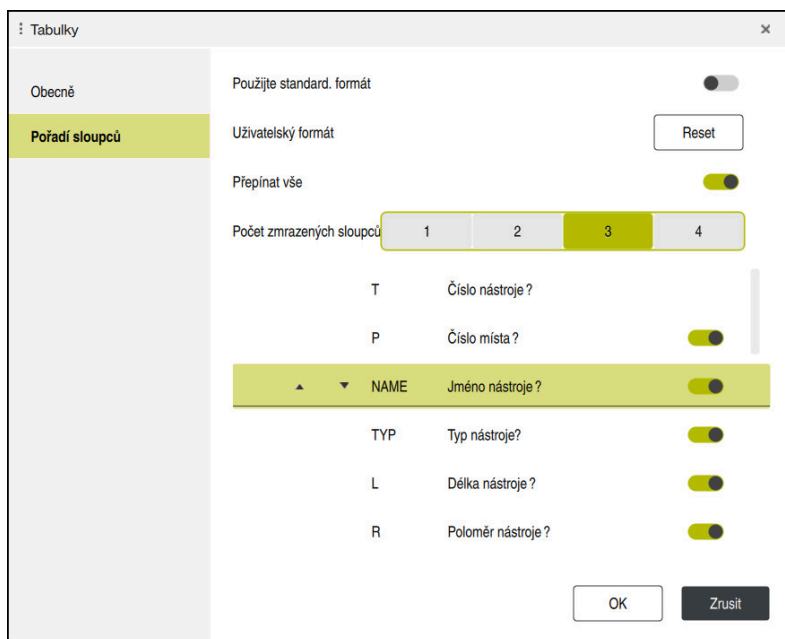 Tabulky
Obecně
Pořadí sloupců
Použijte standard. formát
Uživatelský formát Reset
Přepínat vše
Počet zmrazených sloupců 1 2 3 4
T Číslo nástroje ?
P Číslo místa ?
NAME Jméno nástroje ?
TYP Typ nástroje?
L Délka nástroje ?
R Poloměr nástroje ?
OK Zrusit